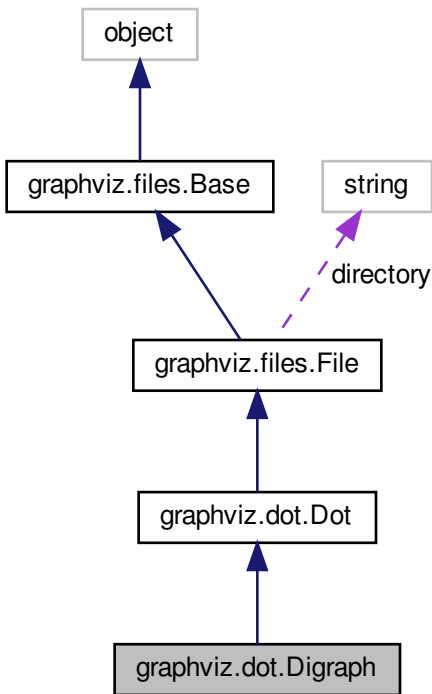 object
graphviz.files.Base
string
directory
graphviz.files.File
graphviz.dot.Dot
graphviz.dot.Digraph